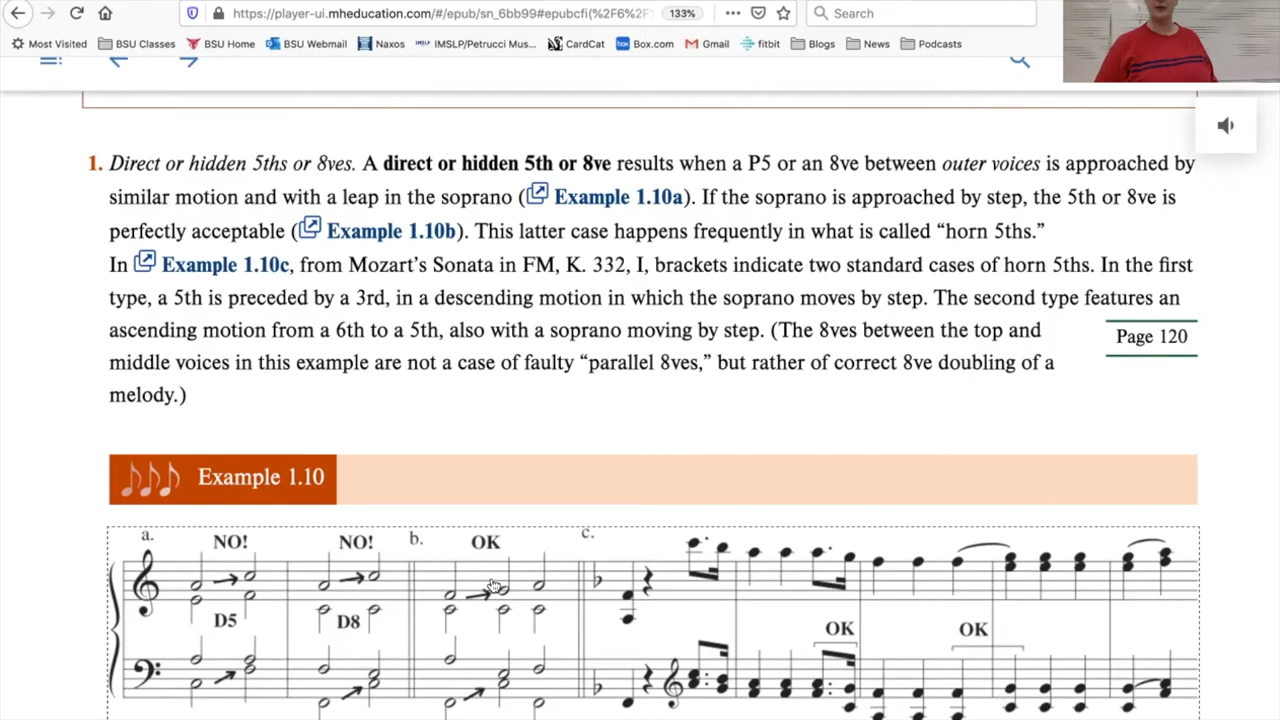 https://player-ui.mheducation.com/#/epub/sn_6bb99#epubcfi(%2F6%2F1
133%
Search
Most Visited
BSU Classes
BSU Home
BSU Webmail
Naxos
IMSLP/Petrucci Mus...
CardCat
Box.com
Gmail
fitbit
Blogs
News
Podcasts
1. Direct or hidden 5ths or 8ves. A direct or hidden 5th or 8ve results when a P5 or an 8ve between outer voices is approached by
similar motion and with a leap in the soprano (Example 1.10a). If the soprano is approached by step, the 5th or 8ve is
perfectly acceptable (Example 1.10b). This latter case happens frequently in what is called “horn 5ths.”
In Example 1.10c, from Mozart’s Sonata in FM, K. 332, I, brackets indicate two standard cases of horn 5ths. In the first
type, a 5th is preceded by a 3rd, in a descending motion in which the soprano moves by step. The second type features an
ascending motion from a 6th to a 5th, also with a soprano moving by step. (The 8ves between the top and
Page 120
middle voices in this example are not a case of faulty “parallel 8ves,” but rather of correct 8ve doubling of a
melody.)
Example 1.10
a.
NO!
NO!
b.
OK
c.
D5
D8
OK
OK